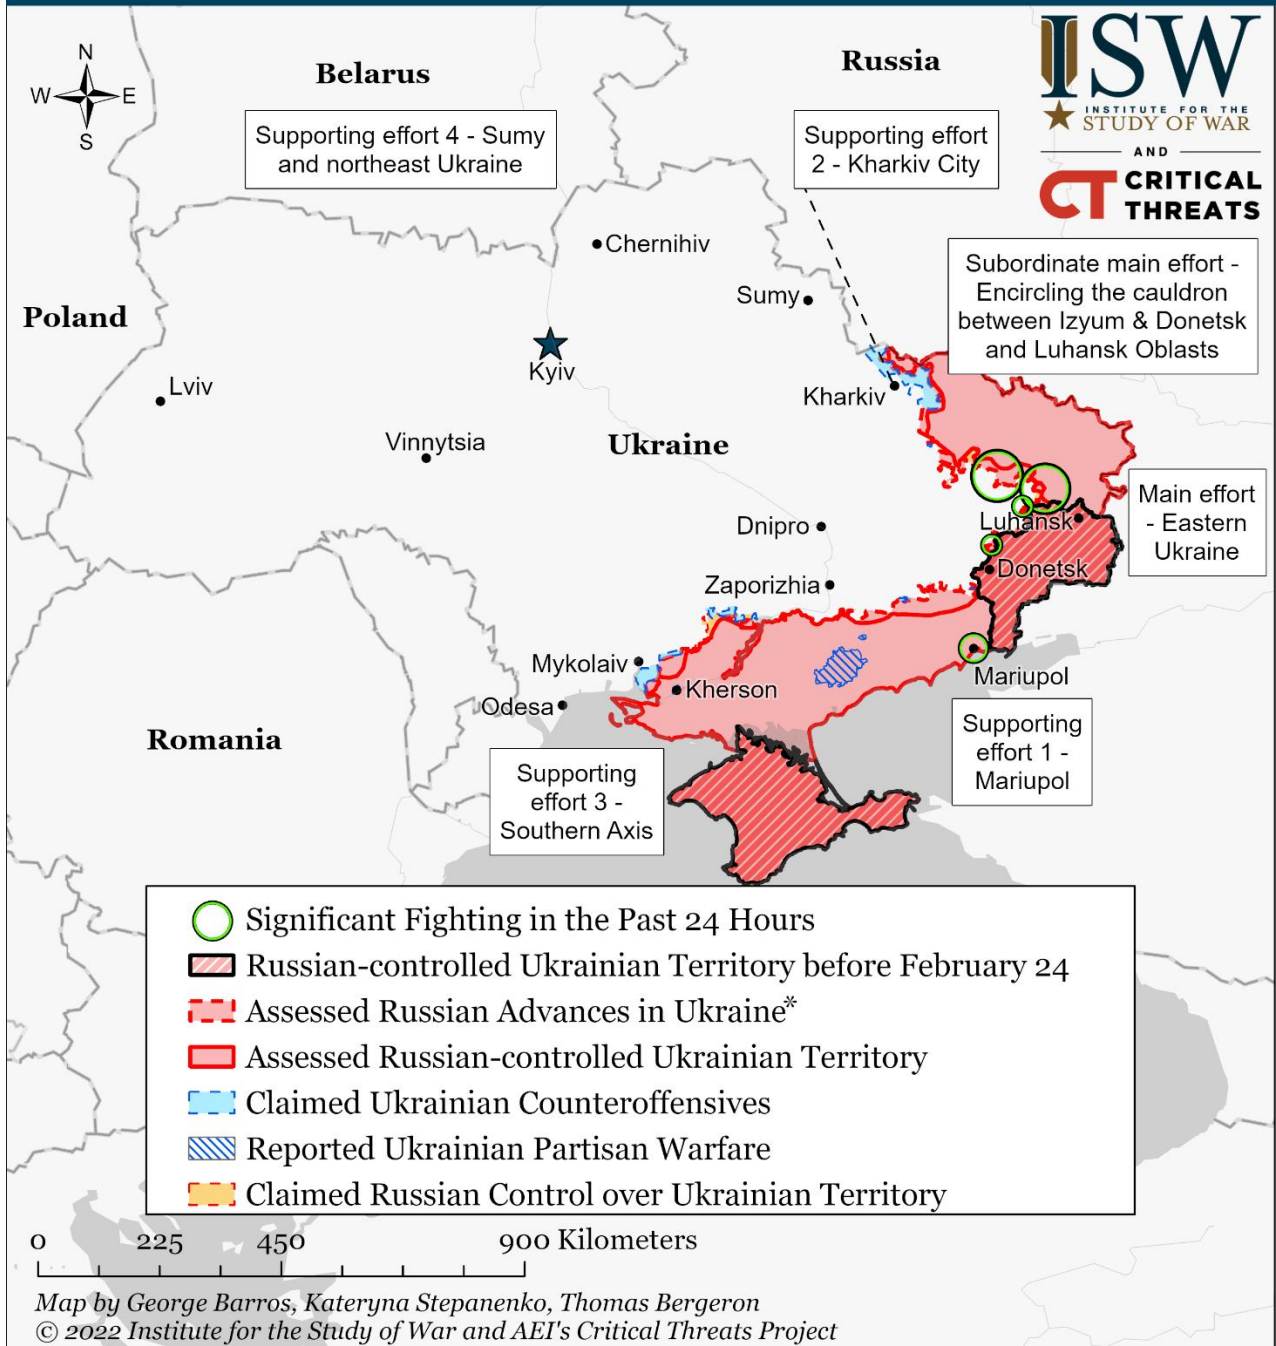 N
W
E
S
Belarus
Russia
ISW
INSTITUTE FOR THE
STUDY OF WAR
AND
CT CRITICAL
THREATS
Supporting effort 4 - Sumy
and northeast Ukraine
Supporting effort
2 - Kharkiv City
Chernihiv
Subordinate main effort -
Encircling the cauldron
between Izyum & Donetsk
and Luhansk Oblasts
Sumy
Poland
Kyiv
Lviv
Kharkiv
Vinnytsia
Ukraine
Main effort
- Eastern
Ukraine
Dnipro
Luhansk
Donetsk
Zaporizhia
Mykolaiv
Mariupol
Kherson
Odesa
Romania
Supporting
effort 1 -
Mariupol
Supporting
effort 3 -
Southern Axis
Significant Fighting in the Past 24 Hours
Russian-controlled Ukrainian Territory before February 24
Assessed Russian Advances in Ukraine*
Assessed Russian-controlled Ukrainian Territory
Claimed Ukrainian Counteroffensives
Reported Ukrainian Partisan Warfare
Claimed Russian Control over Ukrainian Territory
0 225 450 900 Kilometers
Map by George Barros, Kateryna Stepanenko, Thomas Bergeron
© 2022 Institute for the Study of War and AEI's Critical Threats Project